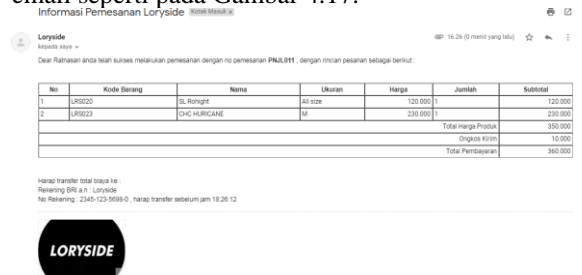 email seperti pada Gambar 4.17.
Informasi Pemesanan Loryside Kotak Masuk x
Loryside 16.26 (0 menit yang lalu)
kepada saya
Dear Ratnasari anda telah sukses melakukan pemesanan dengan no pemesanan PNJL011 , dengan rincian pesanan sebagai berikut :
No Kode Barang Nama Ukuran Harga Jumlah Subtotal
1 LRS020 SL Ronight All size 120.000 1 120.000
2 LRS023 CHC HURICANE M 230.000 1 230.000
Total Harga Produk 350.000
Ongkos Kirim 10.000
Total Pembayaran 360.000
Harap transfer total biaya ke :
Rekening BRI a.n : Loryside
No Rekening : 2345-123-5698-0 , harap transfer sebelum jam 18:26:12
LORYSIDE